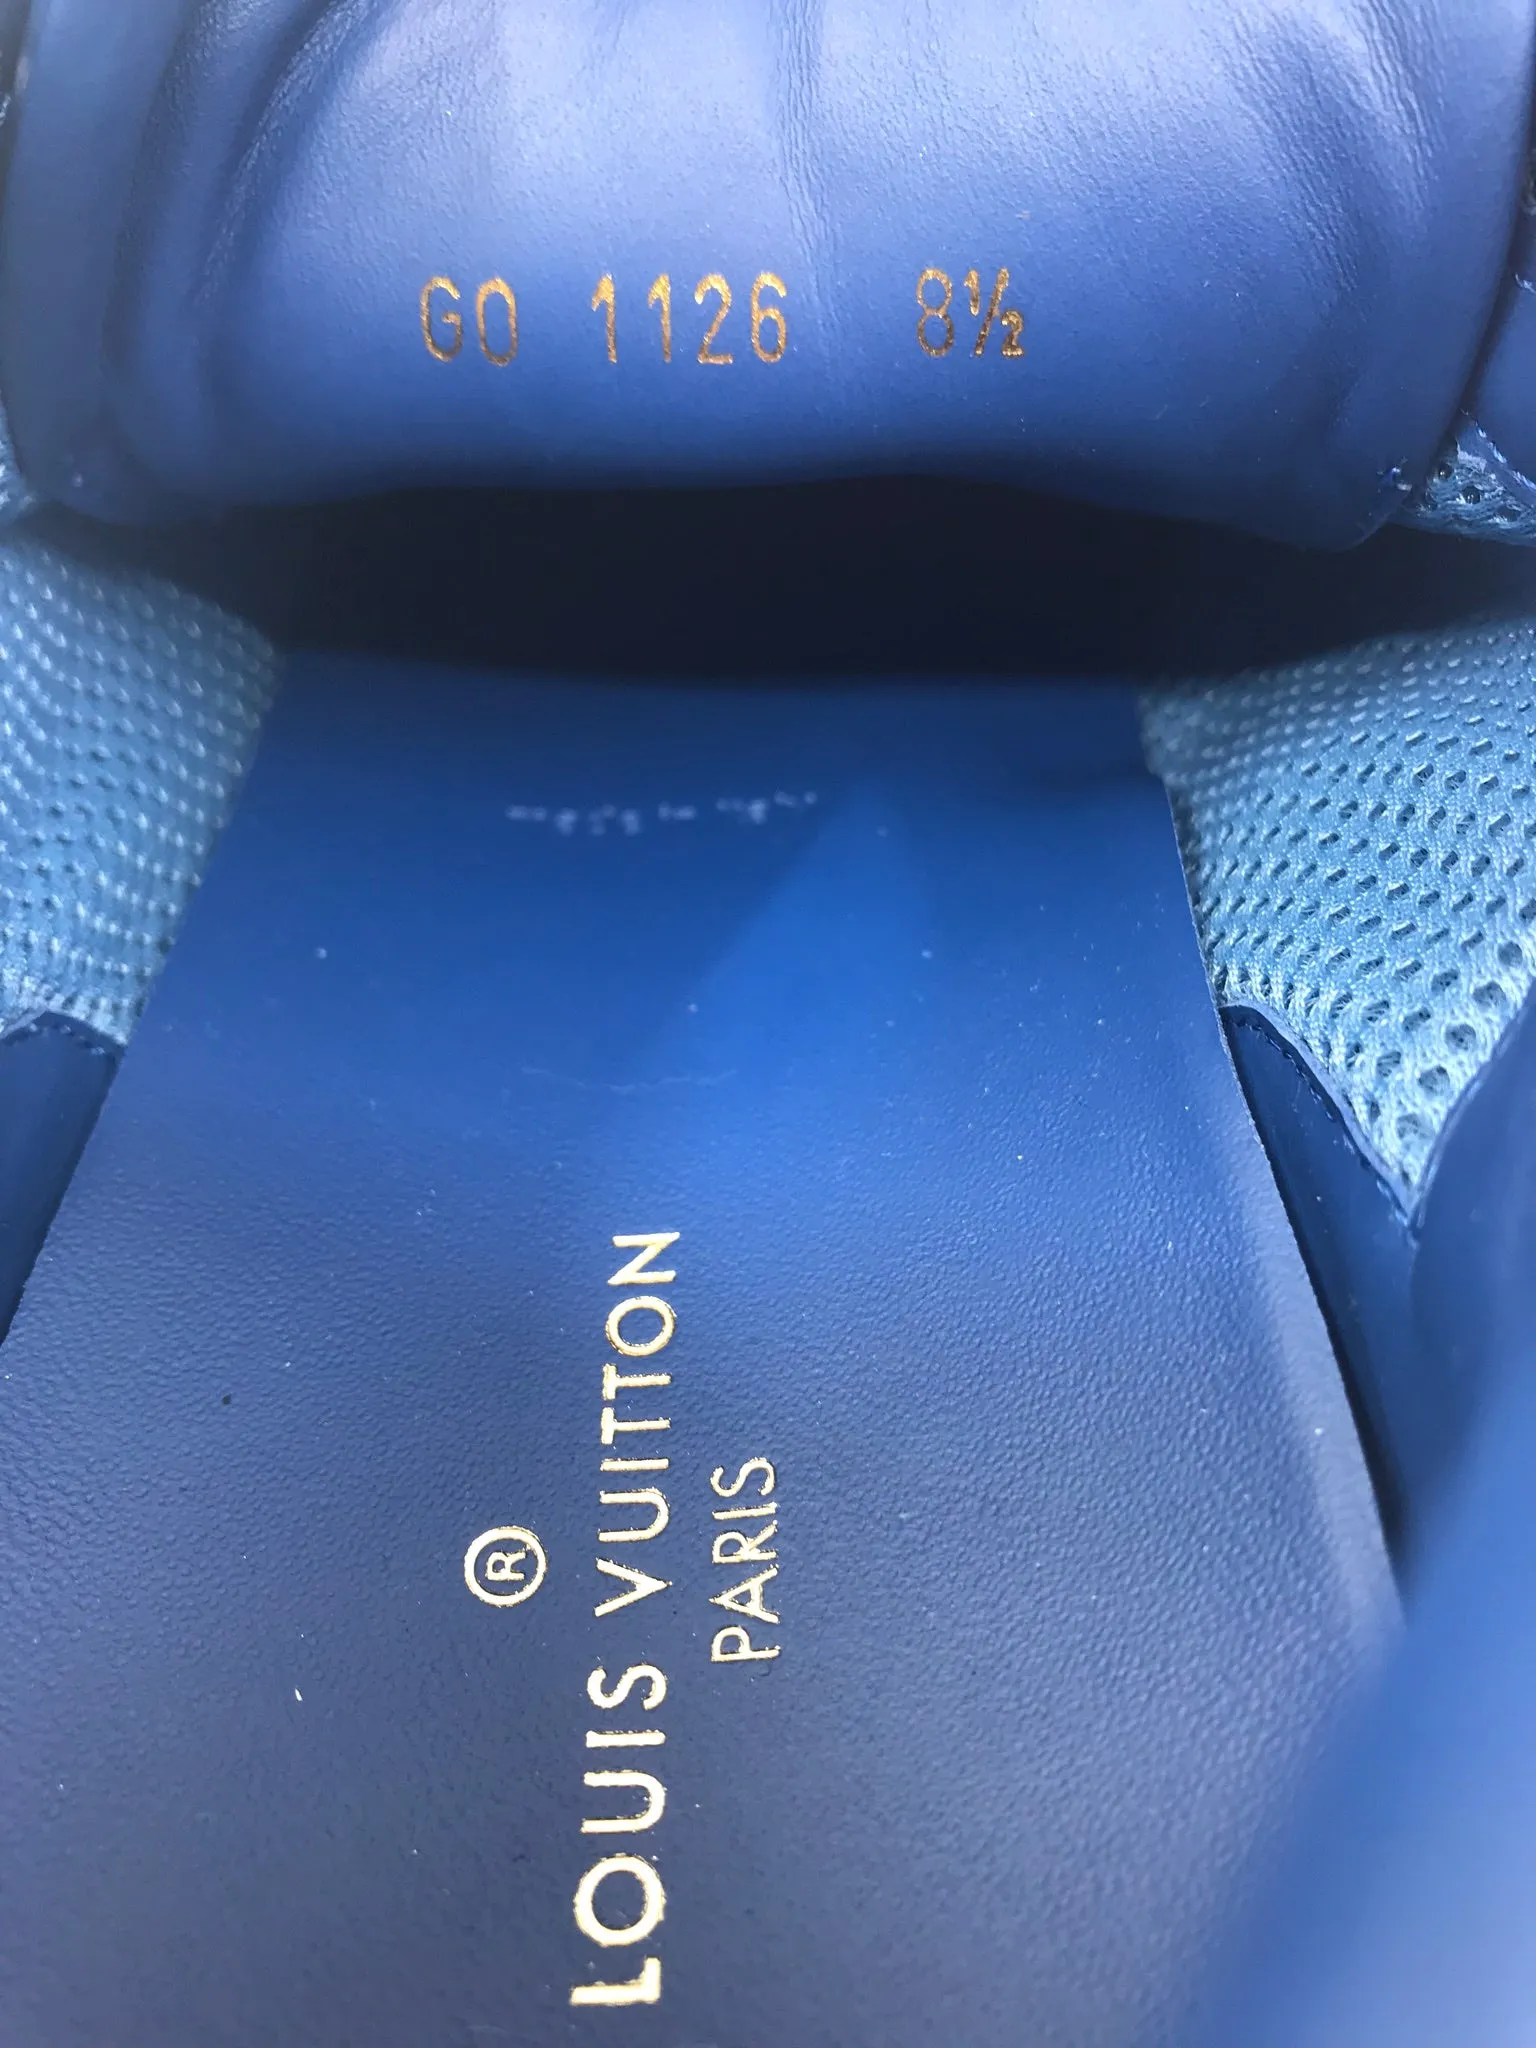 GO 1126 8½
®
LOUIS VUITTON
PARIS